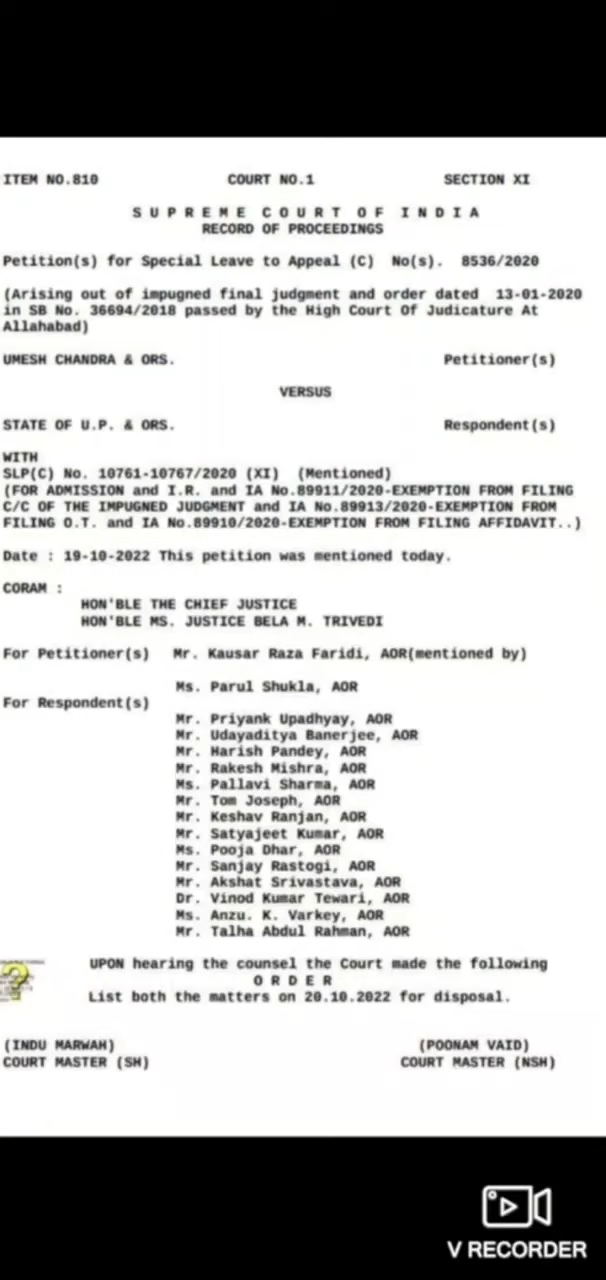 ITEM NO.810 COURT NO.1 SECTION XI
S U P R E M E C O U R T O F I N D I A
RECORD OF PROCEEDINGS
Petition(s) for Special Leave to Appeal (C) No(s). 8536/2020
(Arising out of impugned final judgment and order dated 13-01-2020
in SB No. 36694/2018 passed by the High Court Of Judicature At
Allahabad)
UMESH CHANDRA & ORS. Petitioner(s)
VERSUS
STATE OF U.P. & ORS. Respondent(s)
WITH
SLP(C) No. 10761-10767/2020 (XI) (Mentioned)
(FOR ADMISSION and I.R. and IA No.89911/2020-EXEMPTION FROM FILING
C/C OF THE IMPUGNED JUDGMENT and IA No.89913/2020-EXEMPTION FROM
FILING O.T. and IA No.89910/2020-EXEMPTION FROM FILING AFFIDAVIT..)
Date : 19-10-2022 This petition was mentioned today.
CORAM :
HON'BLE THE CHIEF JUSTICE
HON'BLE MS. JUSTICE BELA M. TRIVEDI
For Petitioner(s) Mr. Kausar Raza Faridi, AOR(mentioned by)
Ms. Parul Shukla, AOR
For Respondent(s)
Mr. Priyank Upadhyay, AOR
Mr. Udayaditya Banerjee, AOR
Mr. Harish Pandey, AOR
Mr. Rakesh Mishra, AOR
Ms. Pallavi Sharma, AOR
Mr. Tom Joseph, AOR
Mr. Keshav Ranjan, AOR
Mr. Satyajeet Kumar, AOR
Ms. Pooja Dhar, AOR
Mr. Sanjay Rastogi, AOR
Mr. Akshat Srivastava, AOR
Dr. Vinod Kumar Tewari, AOR
Ms. Anzu. K. Varkey, AOR
Mr. Talha Abdul Rahman, AOR
UPON hearing the counsel the Court made the following
O R D E R
List both the matters on 20.10.2022 for disposal.
(INDU MARWAH) (POONAM VAID)
COURT MASTER (SH) COURT MASTER (NSH)
V RECORDER